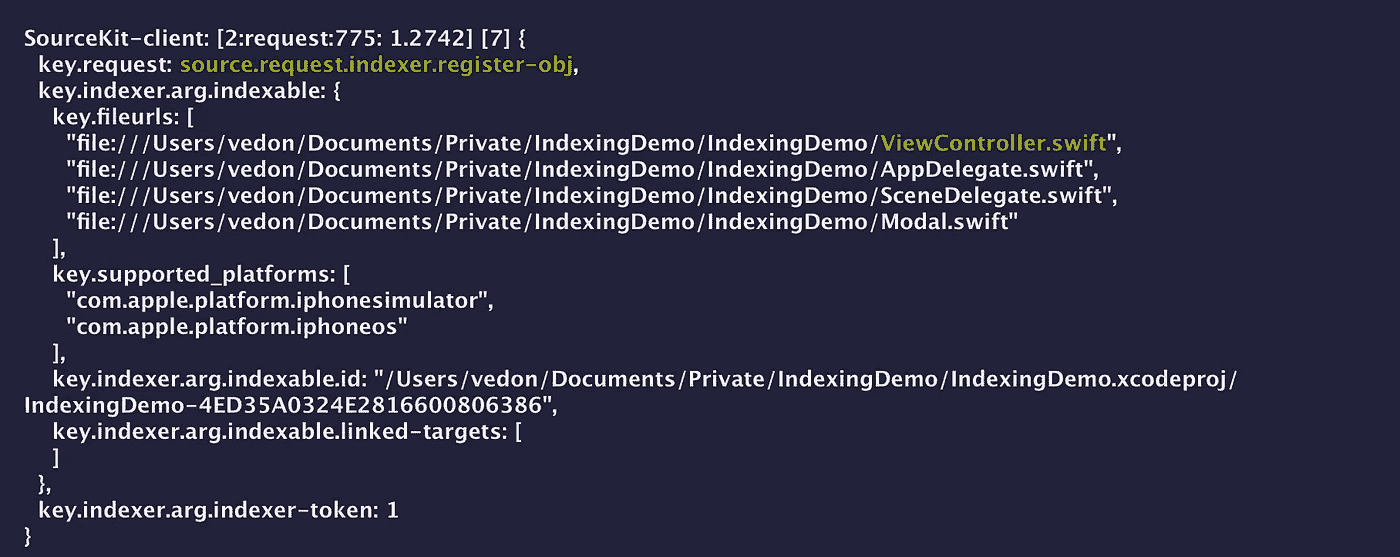 SourceKit-client: [2:request:775: 1.2742] [7] {
key.request: source.request.indexer.register-obj,
key.indexer.arg.indexable: {
key.fileurls: [
"file:///Users/vedon/Documents/Private/IndexingDemo/IndexingDemo/ViewController.swift",
"file:///Users/vedon/Documents/Private/IndexingDemo/IndexingDemo/AppDelegate.swift",
"file:///Users/vedon/Documents/Private/IndexingDemo/IndexingDemo/SceneDelegate.swift",
"file:///Users/vedon/Documents/Private/IndexingDemo/IndexingDemo/Modal.swift"
],
key.supported_platforms: [
"com.apple.platform.iphonesimulator",
"com.apple.platform.iphoneos"
],
key.indexer.arg.indexable.id: "/Users/vedon/Documents/Private/IndexingDemo/IndexingDemo.xcodeproj/
IndexingDemo-4ED35A0324E2816600806386",
key.indexer.arg.indexable.linked-targets: [
]
},
key.indexer.arg.indexer-token: 1
}